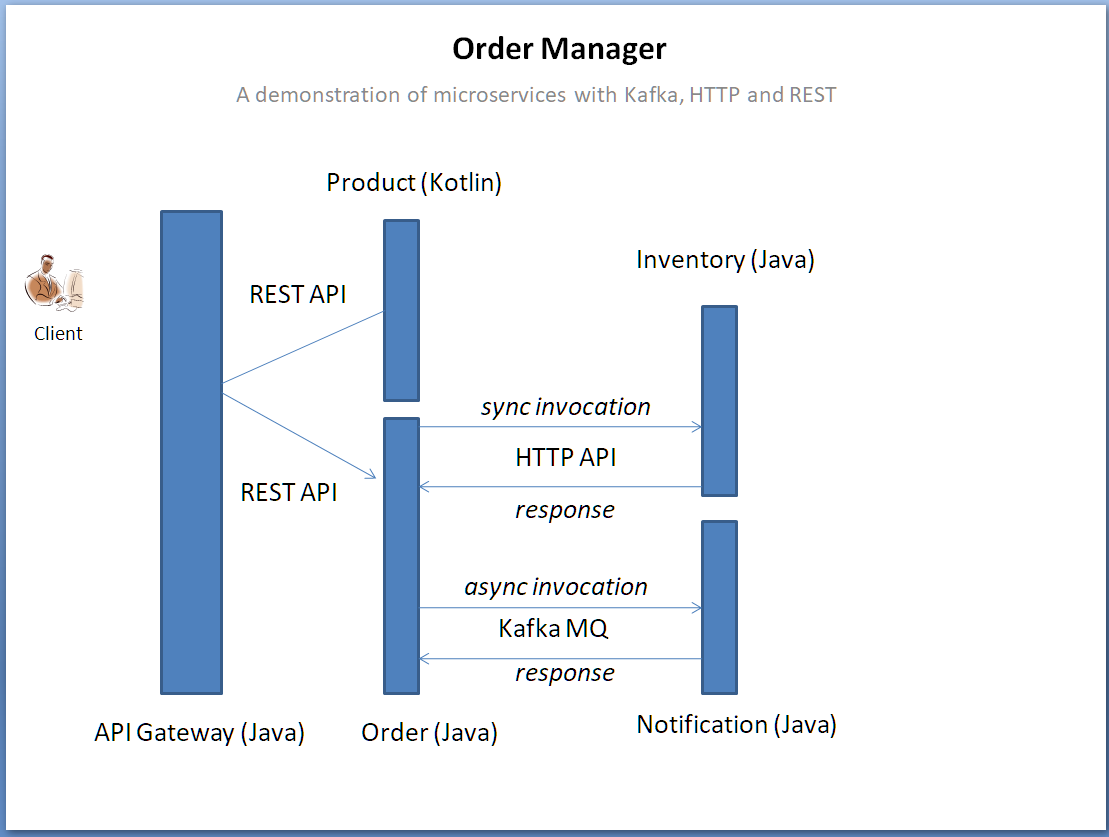 Order Manager
A demonstration of microservices with Kafka, HTTP and REST
Product (Kotlin)
Inventory (Java)
REST API
Client
sync invocation
HTTP API
REST API
response
async invocation
Kafka MQ
response
API Gateway (Java)
Order (Java)
Notification (Java)